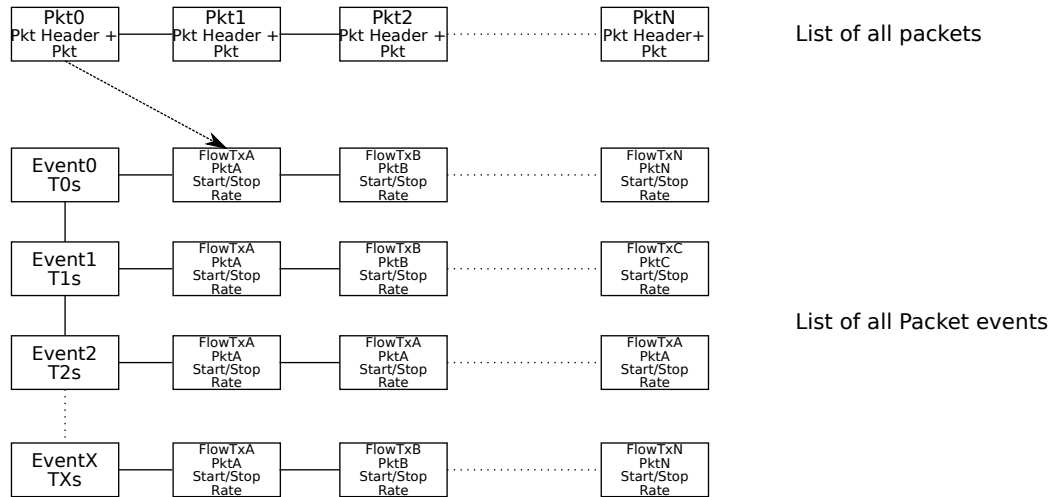 Pkt0
Pkt Header +
Pkt
Pkt1
Pkt Header +
Pkt
Pkt2
Pkt Header +
Pkt
PktN
Pkt Header+
Pkt
List of all packets
Event0
T0s
FlowTxA
PktA
Start/Stop
Rate
FlowTxB
PktB
Start/Stop
Rate
FlowTxN
PktN
Start/Stop
Rate
Event1
T1s
FlowTxA
PktA
Start/Stop
Rate
FlowTxB
PktB
Start/Stop
Rate
FlowTxC
PktC
Start/Stop
Rate
List of all Packet events
Event2
T2s
FlowTxA
PktA
Start/Stop
Rate
FlowTxA
PktA
Start/Stop
Rate
FlowTxA
PktA
Start/Stop
Rate
EventX
TXs
FlowTxA
PktA
Start/Stop
Rate
FlowTxB
PktB
Start/Stop
Rate
FlowTxN
PktN
Start/Stop
Rate